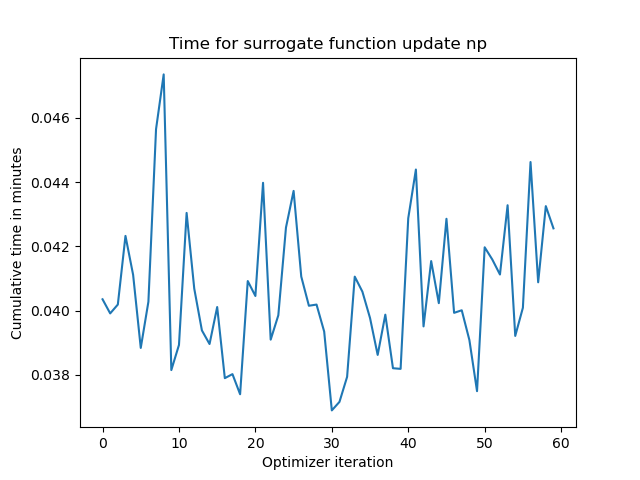 Time for surrogate function update np
Cumulative time in minutes
0.046
0.044
0.042
0.040
0.038
0 10 20 30 40 50 60
Optimizer iteration